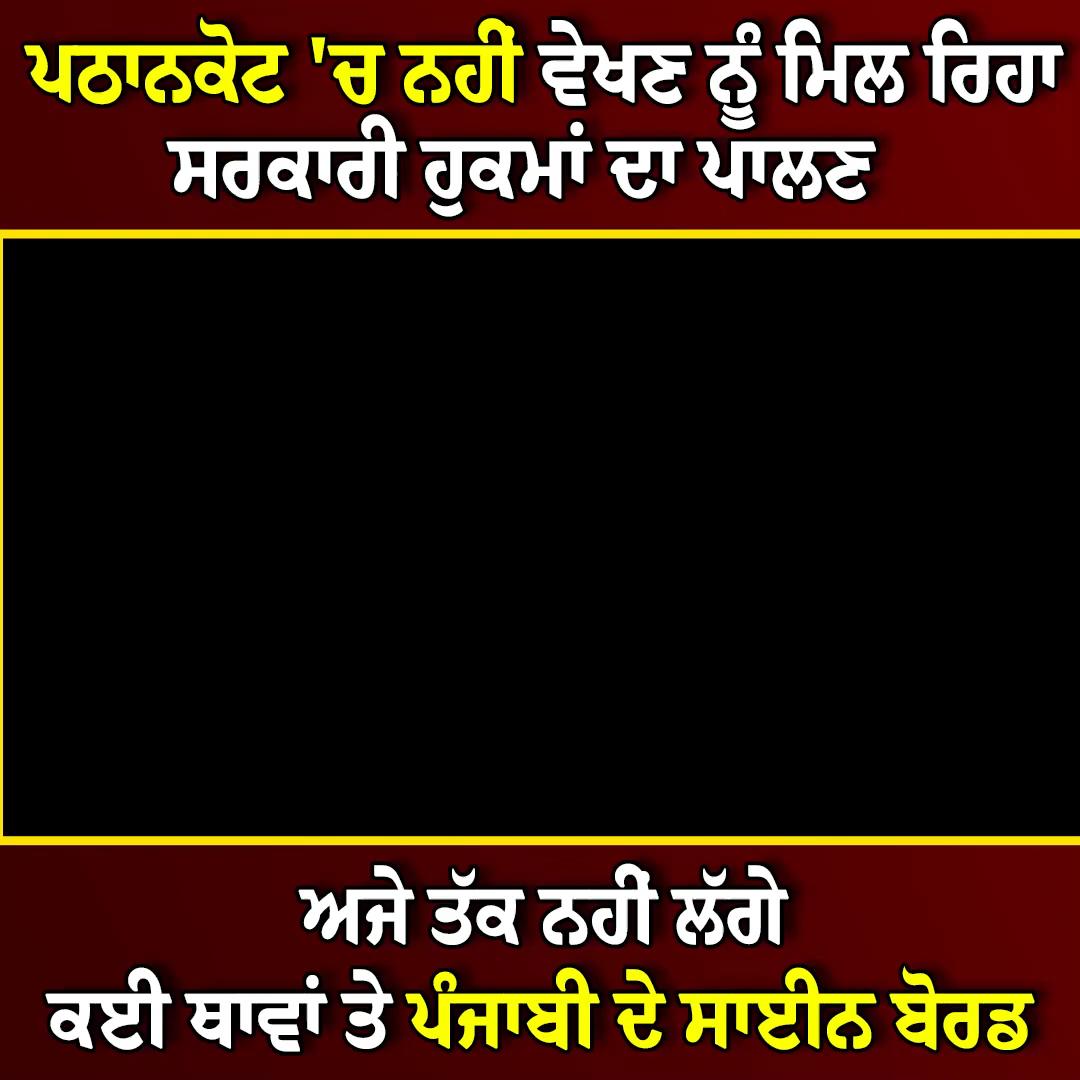 ਪਠਾਨਕੋਟ 'ਚ ਨਹੀਂ ਵੇਖਣ ਨੂੰ ਮਿਲ ਰਿਹਾ
ਸਰਕਾਰੀ ਹੁਕਮਾਂ ਦਾ ਪਾਲਣ
ਅਜੇ ਤੱਕ ਨਹੀਂ ਲੱਗੇ
ਕਈ ਥਾਵਾਂ ਤੇ ਪੰਜਾਬੀ ਦੇ ਸਾਈਨ ਬੋਰਡ